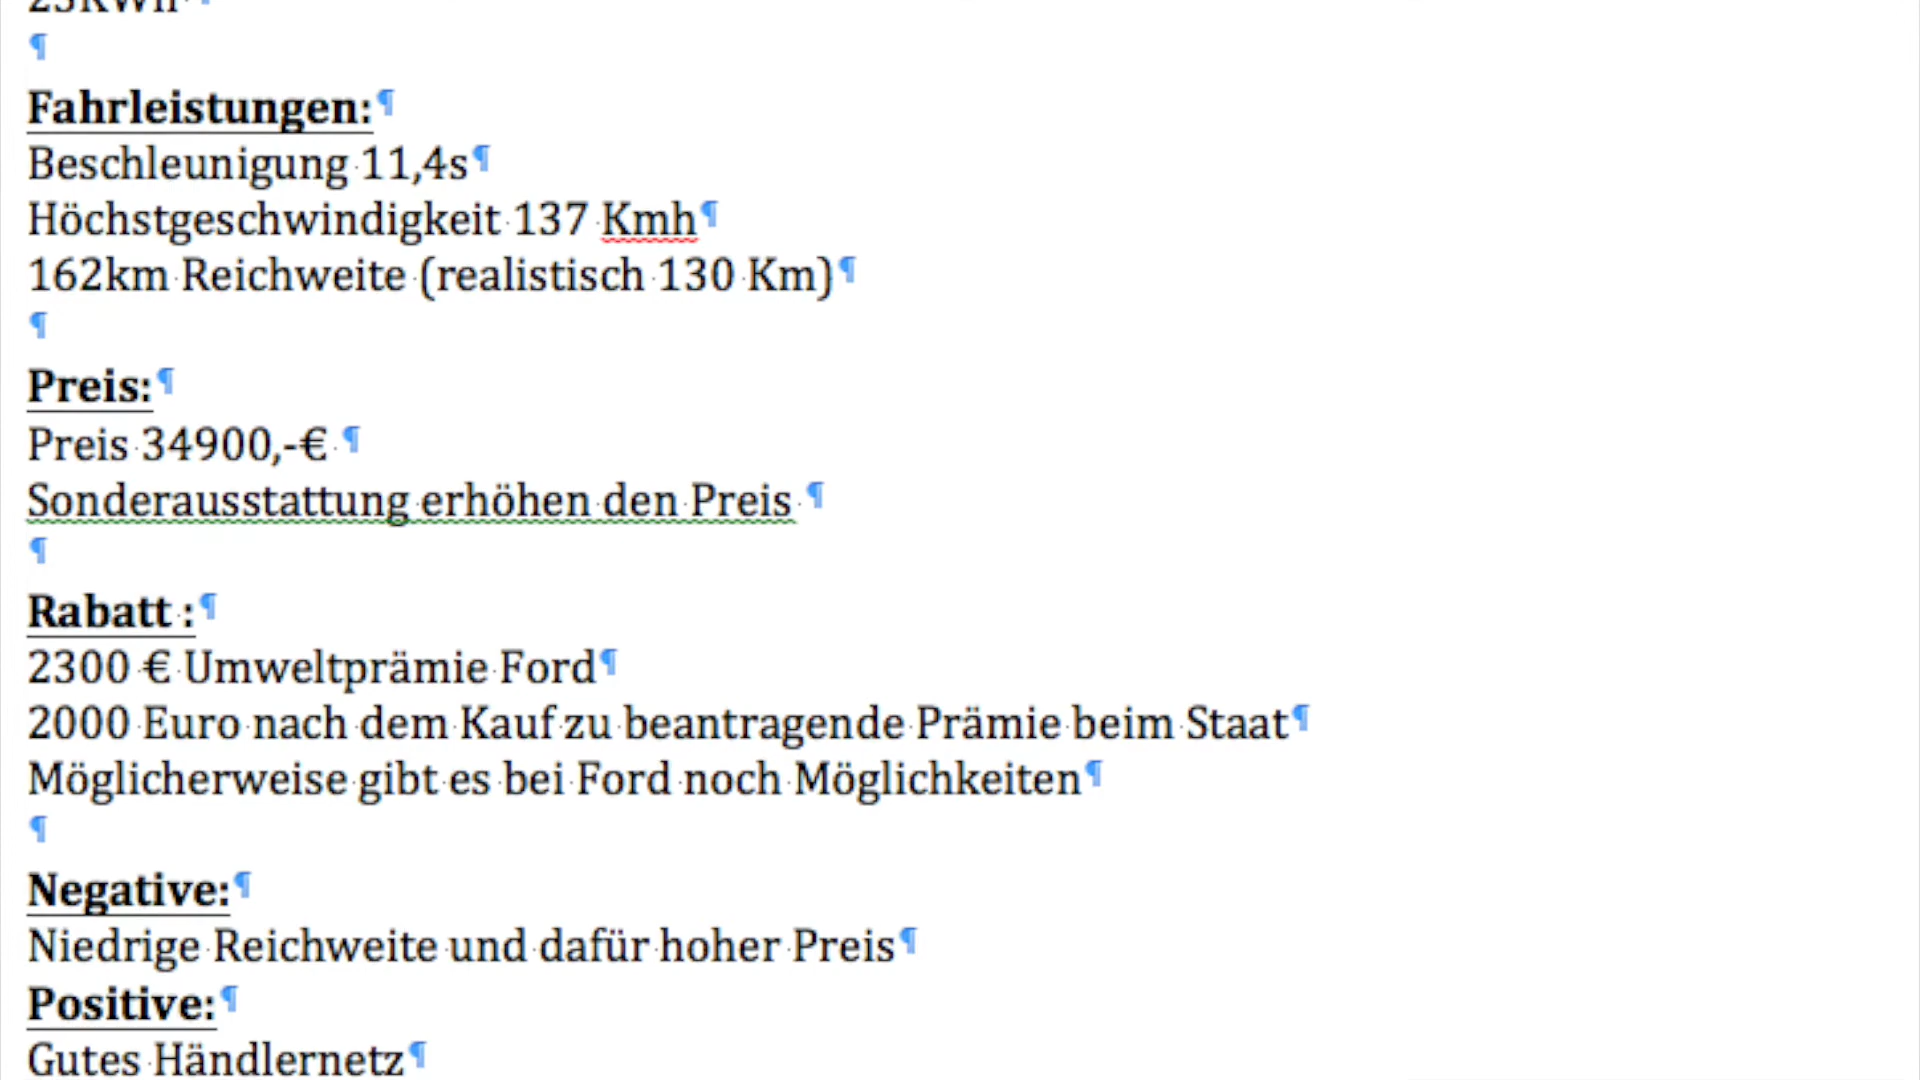 23KWh
Fahrleistungen:
Beschleunigung 11,4s
Höchstgeschwindigkeit 137 Kmh
162km Reichweite (realistisch 130 Km)
Preis:
Preis 34900,-€
Sonderausstattung erhöhen den Preis
Rabatt :
2300 € Umweltprämie Ford
2000 Euro nach dem Kauf zu beantragende Prämie beim Staat
Möglicherweise gibt es bei Ford noch Möglichkeiten
Negative:
Niedrige Reichweite und dafür hoher Preis
Positive:
Gutes Händlernetz